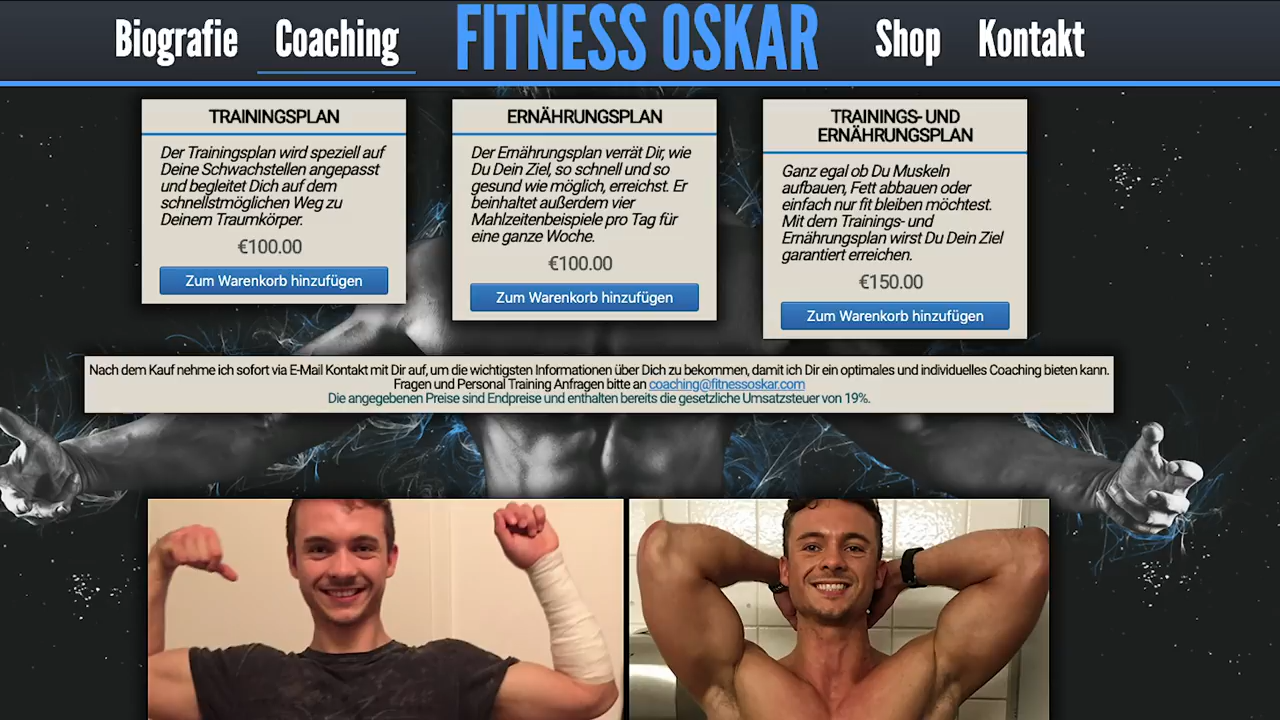 Biografie Coaching FITNESS OSKAR Shop Kontakt
TRAININGSPLAN
Der Trainingsplan wird speziell auf
Deine Schwachstellen angepasst
und begleitet Dich auf dem
schnellstmöglichen Weg zu
Deinem Traumkörper.
€100.00
Zum Warenkorb hinzufügen
ERNÄHRUNGSPLAN
Der Ernährungsplan verrät Dir, wie
Du Dein Ziel, so schnell und so
gesund wie möglich, erreichst. Er
beinhaltet außerdem vier
Mahlzeitenbeispiele pro Tag für
eine ganze Woche.
€100.00
Zum Warenkorb hinzufügen
TRAININGS- UND
ERNÄHRUNGSPLAN
Ganz egal ob Du Muskeln
aufbauen, Fett abbauen oder
einfach nur fit bleiben möchtest.
Mit dem Trainings- und
Ernährungsplan wirst Du Dein Ziel
garantiert erreichen.
€150.00
Zum Warenkorb hinzufügen
Nach dem Kauf nehme ich sofort via E-Mail Kontakt mit Dir auf, um die wichtigsten Informationen über Dich zu bekommen, damit ich Dir ein optimales und individuelles Coaching bieten kann.
Fragen und Personal Training Anfragen bitte an coaching@fitnessoskar.com
Die angegebenen Preise sind Endpreise und enthalten bereits die gesetzliche Umsatzsteuer von 19%.